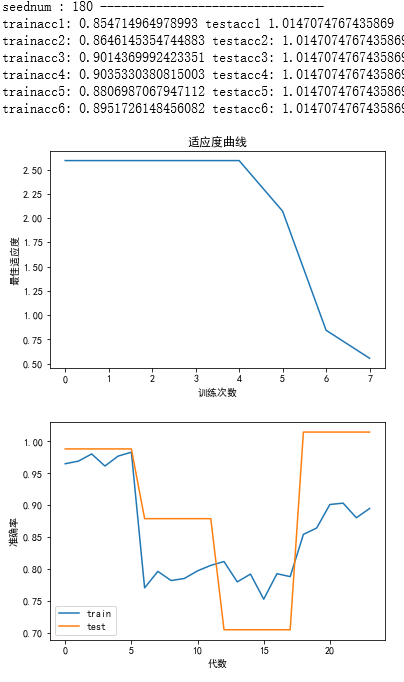 seednum : 180 ----------------------------
trainacc1: 0.854714964978993 testacc1 1.0147074767435869
trainacc2: 0.8646145354744883 testacc2: 1.014707476743586
trainacc3: 0.9014369992423351 testacc3: 1.014707476743586
trainacc4: 0.9035330380815003 testacc4: 1.014707476743586
trainacc5: 0.8806987067947112 testacc5: 1.014707476743586
trainacc6: 0.8951726148456082 testacc6: 1.014707476743586
适应度曲线
最佳适应度
2.50
2.25
2.00
1.75
1.50
1.25
1.00
0.75
0.50
0 1 2 3 4 5 6 7
训练次数
准确率
1.00
0.95
0.90
0.85
0.80
0.75
0.70
train
test
0 5 10 15 20
代数